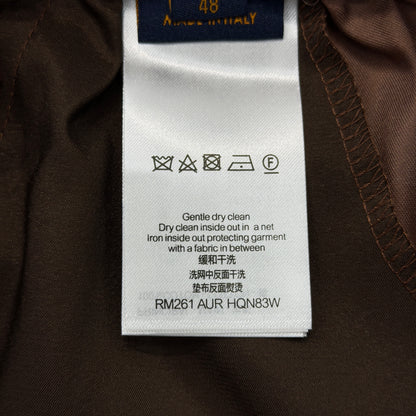 48
MADE IN ITALY
Gentle dry clean
Dry clean inside out in a net
Iron inside out protecting garment
with a fabric in between
缓和干洗
洗网中反面干洗
垫布反面熨烫
RM261 AUR HQN83W